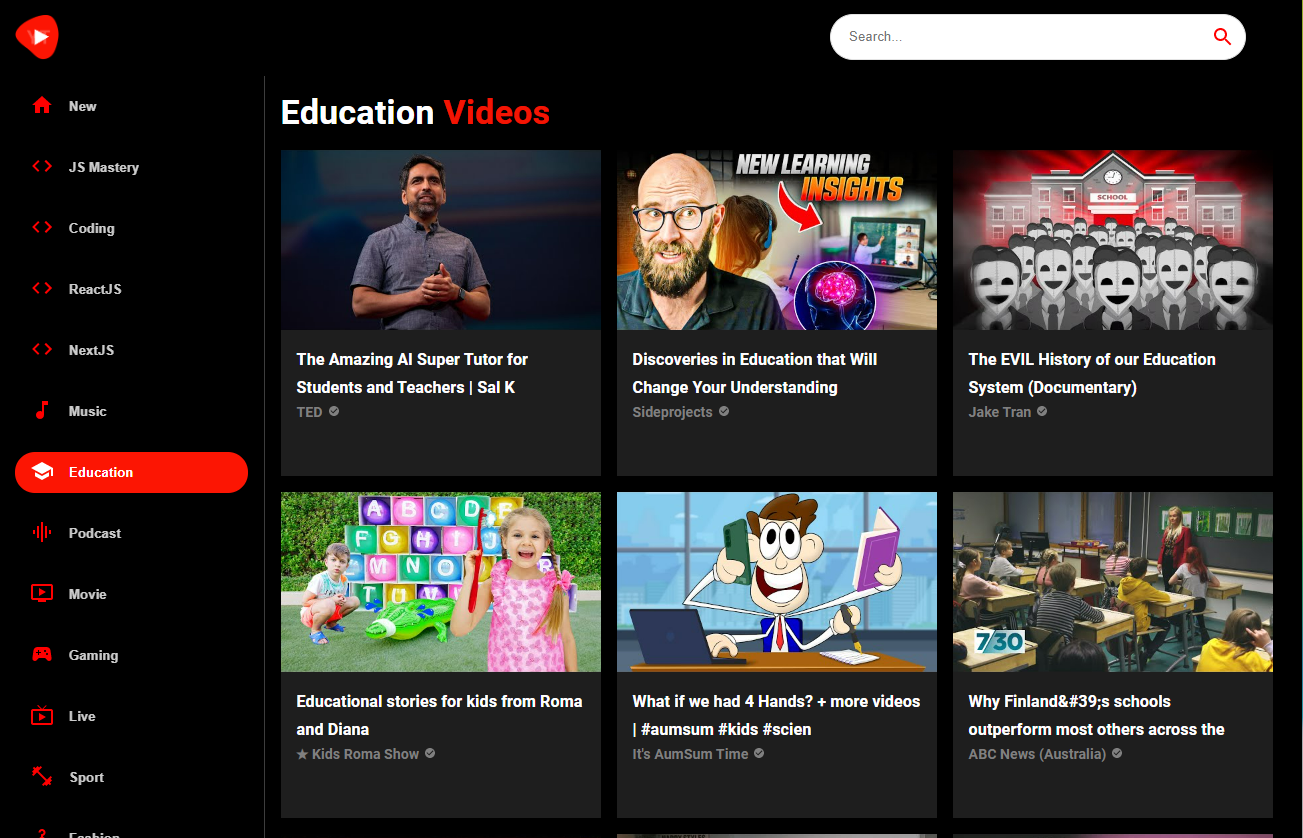 Search...
New
JS Mastery
Coding
ReactJS
NextJS
Music
Education
Podcast
Movie
Gaming
Live
Sport
Fashion
Education Videos
NEW LEARNING
INSIGHTS
SCHOOL
The Amazing AI Super Tutor for
Students and Teachers | Sal K
TED
Discoveries in Education that Will
Change Your Understanding
Sideprojects
The EVIL History of our Education
System (Documentary)
Jake Tran
A B C D E
F G H I J
M N O
T U V
7.30
Educational stories for kids from Roma
and Diana
★ Kids Roma Show
What if we had 4 Hands? + more videos
| #aumsum #kids #scien
It's AumSum Time
Why Finland&#39;s schools
outperform most others across the
ABC News (Australia)